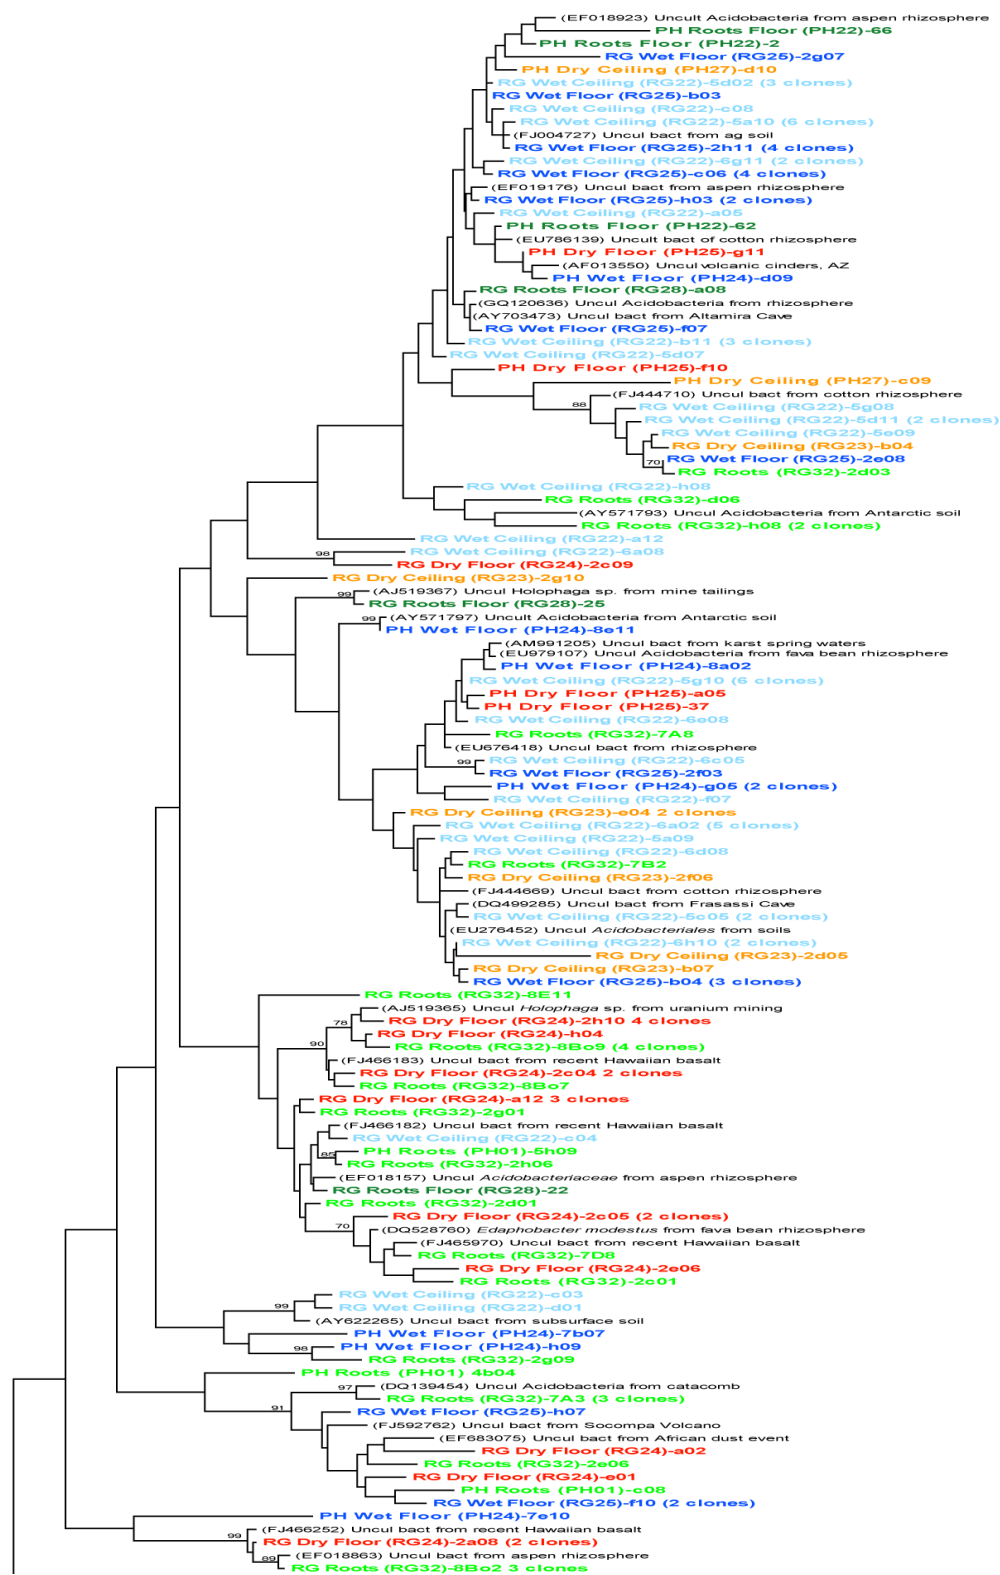 (EF018923) Uncult Acidobacteria from aspen rhizosphere
PH Roots Floor (PH22)-66
PH Roots Floor (PH22)-2
RG Wet Floor (RG25)-2g07
PH Dry Ceiling (PH27)-d10
RG Wet Ceiling (RG22)-5d02 (3 clones)
RG Wet Floor (RG25)-b03
RG Wet Ceiling (RG22)-c08
RG Wet Ceiling (RG22)-5a10 (6 clones)
(FJ004727) Uncul bact from ag soil
RG Wet Floor (RG25)-2h11 (4 clones)
RG Wet Ceiling (RG22)-6g11 (2 clones)
RG Wet Floor (RG25)-c06 (4 clones)
(EF019176) Uncul bact from aspen rhizosphere
RG Wet Floor (RG25)-h03 (2 clones)
RG Wet Ceiling (RG22)-a05
PH Roots Floor (PH22)-62
(EU786139) Uncult bact of cotton rhizosphere
PH Dry Floor (PH25)-g11
(AF013550) Uncul volcanic cinders, AZ
PH Wet Floor (PH24)-d09
RG Roots Floor (RG28)-a08
(GQ120636) Uncul Acidobacteria from rhizosphere
(AY703473) Uncul bact from Altamira Cave
RG Wet Floor (RG25)-f07
RG Wet Ceiling (RG22)-b11 (3 clones)
RG Wet Ceiling (RG22)-5d07
PH Dry Floor (PH25)-f10
PH Dry Ceiling (PH27)-c09
(FJ444710) Uncul bact from cotton rhizosphere
88
RG Wet Ceiling (RG22)-5g08
RG Wet Ceiling (RG22)-5d11 (2 clones)
RG Wet Ceiling (RG22)-5e09
RG Dry Ceiling (RG23)-b04
RG Wet Floor (RG25)-2e08
70
RG Roots (RG32)-2d03
RG Wet Ceiling (RG22)-h08
RG Roots (RG32)-d06
(AY571793) Uncul Acidobacteria from Antarctic soil
RG Roots (RG32)-h08 (2 clones)
RG Wet Ceiling (RG22)-a12
98 RG Wet Ceiling (RG22)-6a08
RG Dry Floor (RG24)-2c09
RG Dry Ceiling (RG23)-2g10
99 (AJ519367) Uncul Holophaga sp. from mine tailings
RG Roots Floor (RG28)-25
99 (AY571797) Uncult Acidobacteria from Antarctic soil
PH Wet Floor (PH24)-8e11
(AM991205) Uncul bact from karst spring waters
(EU979107) Uncul Acidobacteria from fava bean rhizosphere
PH Wet Floor (PH24)-8a02
RG Wet Ceiling (RG22)-5g10 (6 clones)
PH Dry Floor (PH25)-a05
PH Dry Floor (PH25)-37
RG Wet Ceiling (RG22)-6e08
RG Roots (RG32)-7A8
(EU676418) Uncul bact from rhizosphere
99 RG Wet Ceiling (RG22)-6c05
RG Wet Floor (RG25)-2f03
PH Wet Floor (PH24)-g05 (2 clones)
RG Wet Ceiling (RG22)-f07
RG Dry Ceiling (RG23)-e04 2 clones
RG Wet Ceiling (RG22)-6a02 (5 clones)
RG Wet Ceiling (RG22)-5a09
RG Wet Ceiling (RG22)-6d08
RG Roots (RG32)-7B2
RG Dry Ceiling (RG23)-2f06
(FJ444669) Uncul bact from cotton rhizosphere
(DQ499285) Uncul bact from Frasassi Cave
RG Wet Ceiling (RG22)-5c05 (2 clones)
(EU276452) Uncul Acidobacteriales from soils
RG Wet Ceiling (RG22)-6h10 (2 clones)
RG Dry Ceiling (RG23)-2d05
RG Dry Ceiling (RG23)-b07
RG Wet Floor (RG25)-b04 (3 clones)
RG Roots (RG32)-8E11
(AJ519365) Uncul Holophaga sp. from uranium mining
78 RG Dry Floor (RG24)-2h10 4 clones
RG Dry Floor (RG24)-h04
90 RG Roots (RG32)-8Bo9 (4 clones)
(FJ466183) Uncul bact from recent Hawaiian basalt
RG Dry Floor (RG24)-2c04 2 clones
RG Roots (RG32)-8Bo7
RG Dry Floor (RG24)-a12 3 clones
RG Roots (RG32)-2g01
(FJ466182) Uncul bact from recent Hawaiian basalt
RG Wet Ceiling (RG22)-c04
85 PH Roots (PH01)-5h09
RG Roots (RG32)-2h06
(EF018157) Uncul Acidobacteriaceae from aspen rhizosphere
RG Roots Floor (RG28)-22
RG Roots (RG32)-2d01
RG Dry Floor (RG24)-2c05 (2 clones)
70 (DQ528760) Edaphobacter modestus from fava bean rhizosphere
(FJ465970) Uncul bact from recent Hawaiian basalt
RG Roots (RG32)-7D8
RG Dry Floor (RG24)-2e06
RG Roots (RG32)-2c01
RG Wet Ceiling (RG22)-c03
99 RG Wet Ceiling (RG22)-d01
(AY622265) Uncul bact from subsurface soil
PH Wet Floor (PH24)-7b07
98 PH Wet Floor (PH24)-h09
RG Roots (RG32)-2g09
PH Roots (PH01) 4b04
97 (DQ139454) Uncul Acidobacteria from catacomb
RG Roots (RG32)-7A3 (3 clones)
91 RG Wet Floor (RG25)-h07
(FJ592762) Uncul bact from Socompa Volcano
(EF683075) Uncul bact from African dust event
RG Dry Floor (RG24)-a02
RG Roots (RG32)-2e06
RG Dry Floor (RG24)-e01
PH Roots (PH01)-c08
RG Wet Floor (RG25)-f10 (2 clones)
PH Wet Floor (PH24)-7e10
(FJ466252) Uncul bact from recent Hawaiian basalt
99 RG Dry Floor (RG24)-2a08 (2 clones)
89 (EF018863) Uncul bact from aspen rhizosphere
RG Roots (RG32)-8Bo2 3 clones